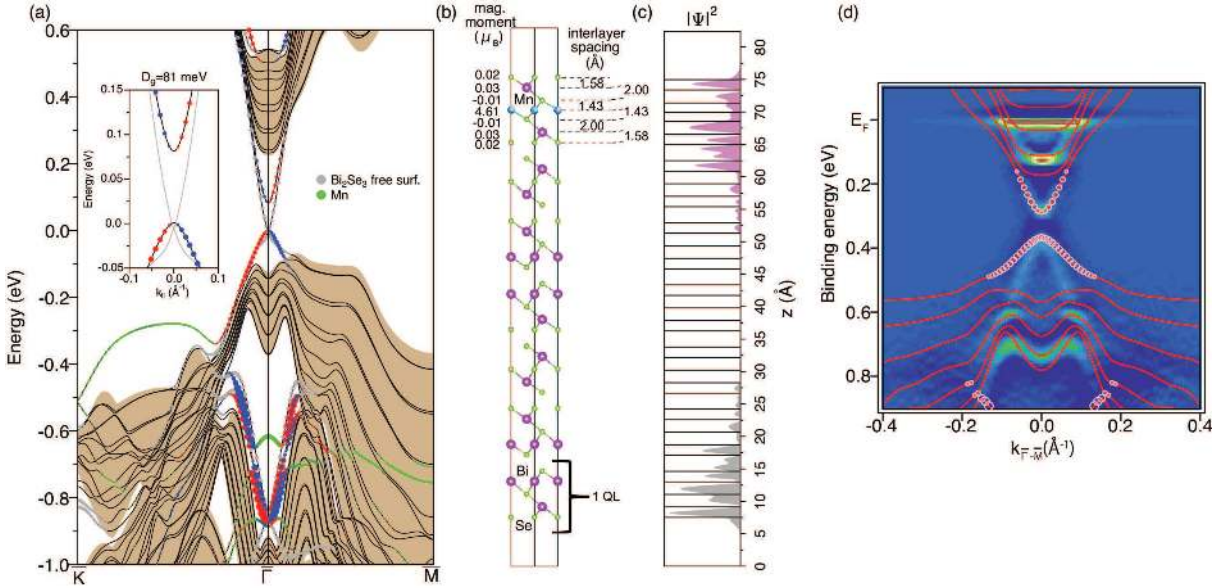 (a)
0.6
0.4
0.2
0.0
-0.2
-0.4
-0.6
-0.8
-1.0
Energy (eV)
K
Γ
M
D_g=81 meV
0.15
0.10
0.05
0.0
-0.05
Energy (eV)
-0.1
0.0
0.1
k_∥ (Å⁻¹)
Bi₂Se₃ free surf.
Mn
(b)
mag.
moment
(μ_B)
interlayer
spacing
(Å)
0.02
0.03
-0.01
4.61
-0.01
0.03
0.02
1.58
2.00
1.43
1.43
2.00
1.58
Mn
Bi
Se
1 QL
(c)
|Ψ|²
80
75
70
65
60
55
50
45
40
35
30
25
20
15
10
5
0
z (Å)
(d)
E_F
0.2
0.4
0.6
0.8
Binding energy (eV)
-0.4
-0.2
0.0
0.2
0.4
k_Γ̄-M̄(Å⁻¹)